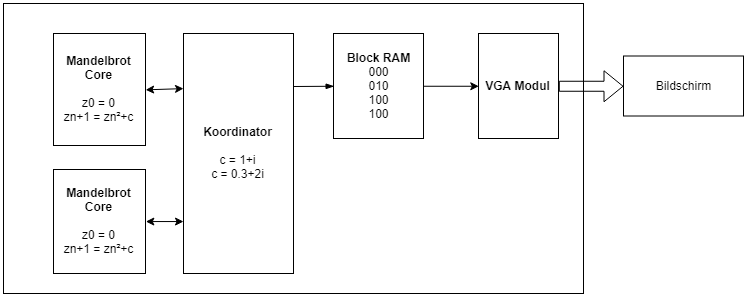 Mandelbrot
Core
z0 = 0
zn+1 = zn²+c
Mandelbrot
Core
z0 = 0
zn+1 = zn²+c
Koordinator
c = 1+i
c = 0.3+2i
Block RAM
000
010
100
100
VGA Modul
Bildschirm